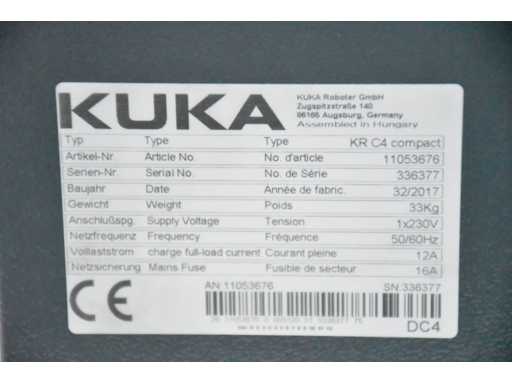 KUKA
KUKA Roboter GmbH
Zugspitzstraße 140
86165 Augsburg, Germany
Assembled in Hungary
Typ Type Type KR C4 compact
Artikel-Nr Article No. No. d'article 11053676
Serien-Nr Serial No. No. de Série 336377
Baujahr Date Année de fabric. 32/2017
Gewicht Weight Poids 33Kg
Anschlußspg. Supply Voltage Tension 1x230V
Netzfrequenz Frequency Fréquence 50/60Hz
Vollaststrom charge full-load current Courant pleine 12A
Netzsicherung Mains Fuse Fusible de secteur 16A
CE
AN:11053676 SN:336377
DC4